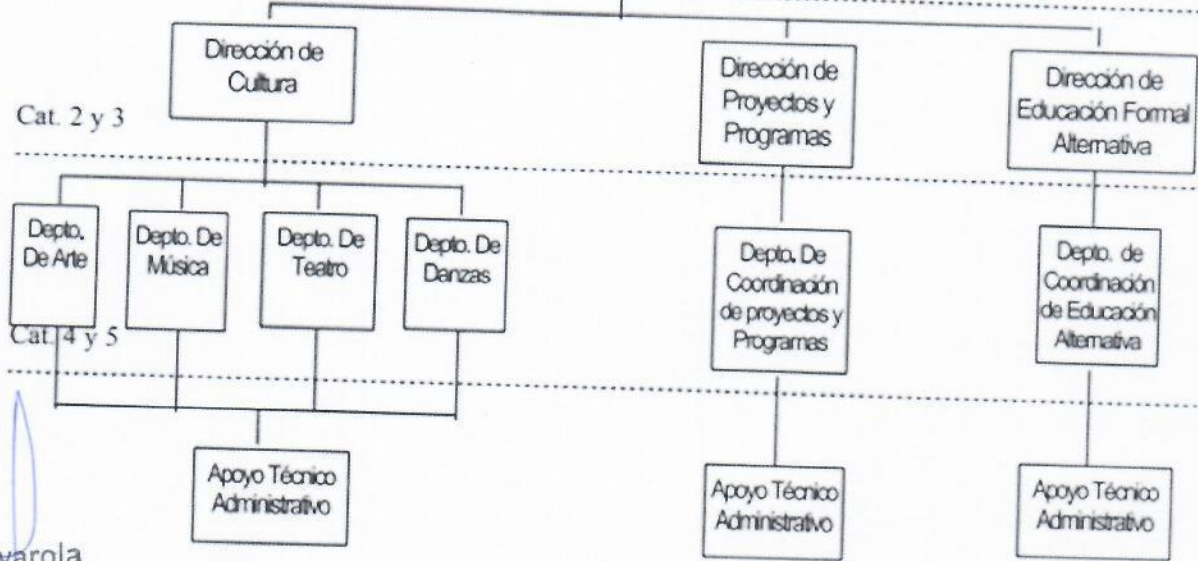 Dirección de
Cultura
Dirección de
Proyectos y
Programas
Dirección de
Educación Formal
Alternativa
Cat. 2 y 3
Depto.
De Arte
Depto. De
Música
Depto. De
Teatro
Depto. De
Danzas
Depto. De
Coordinación
de proyectos y
Programas
Depto. de
Coordinación
de Educación
Alternativa
Cat. 4 y 5
Apoyo Técnico
Administrativo
Apoyo Técnico
Administrativo
Apoyo Técnico
Administrativo